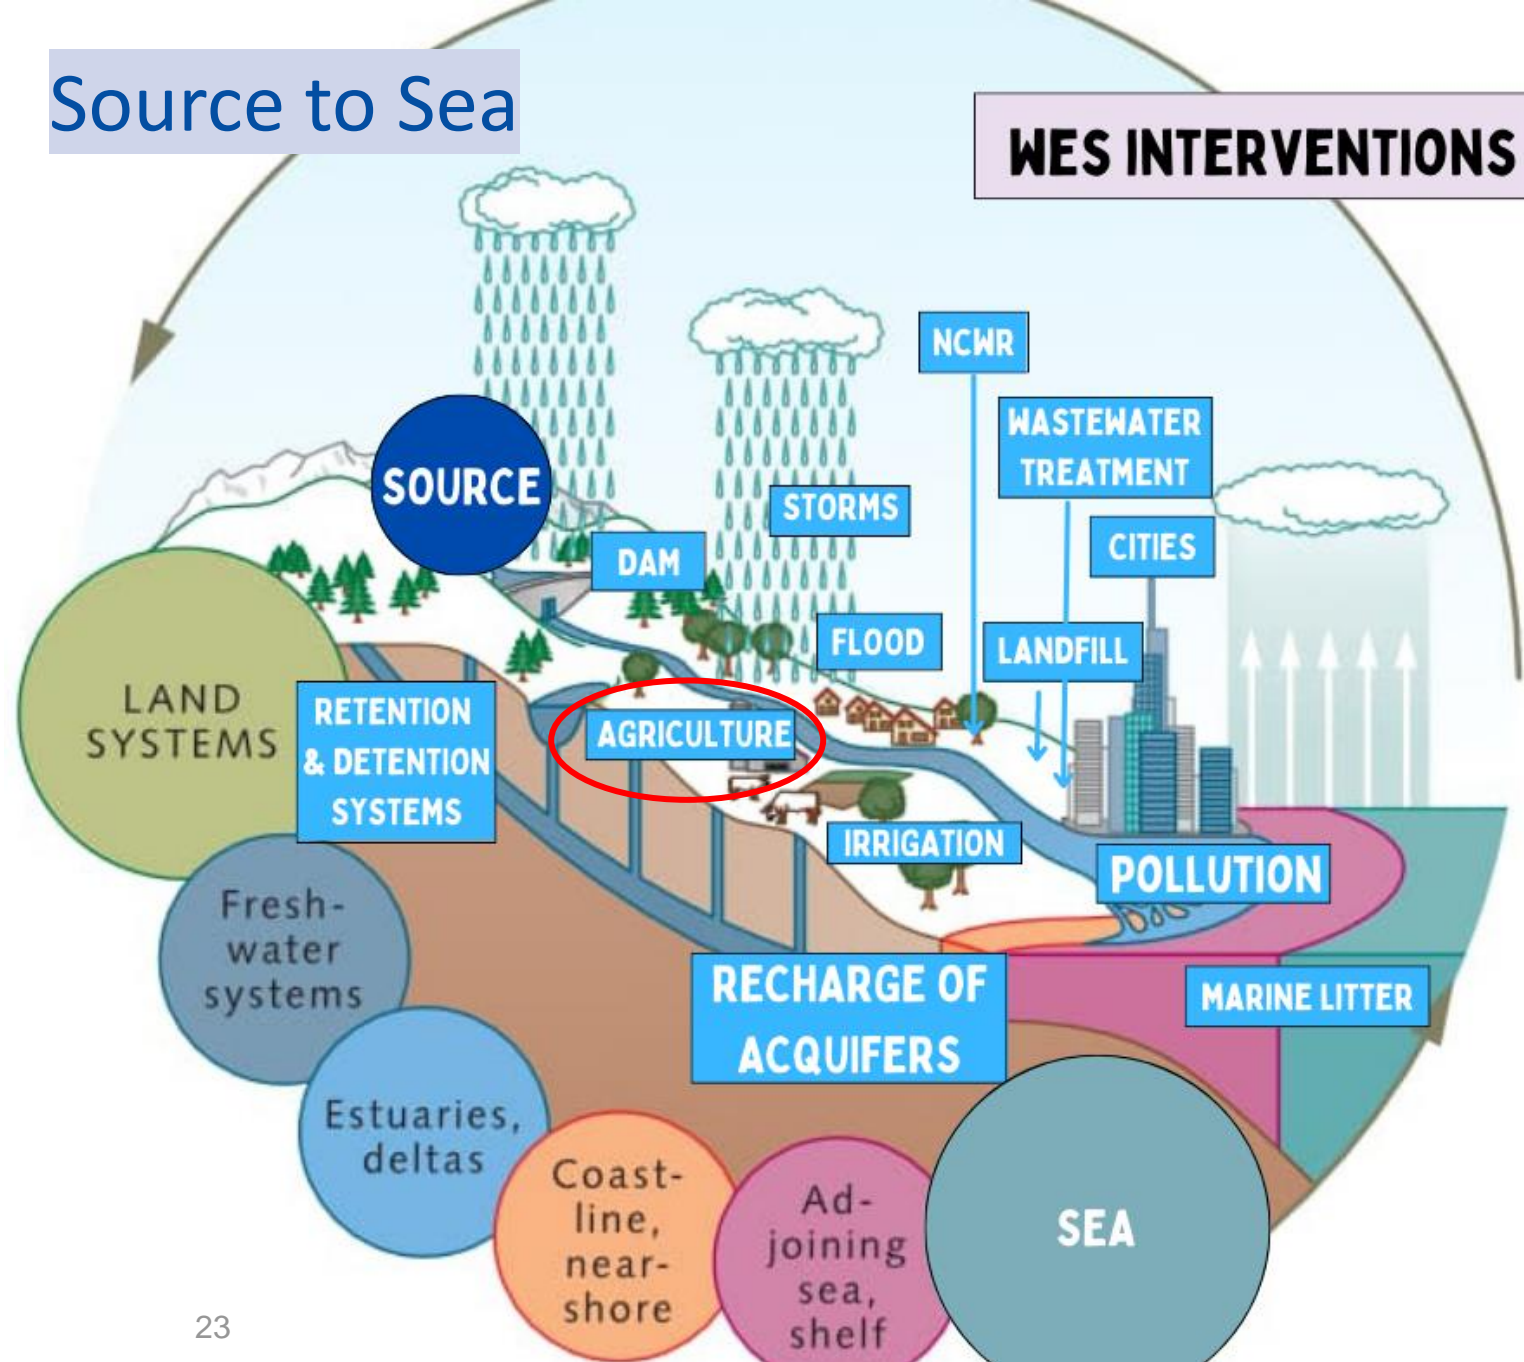 Source to Sea
WES INTERVENTIONS
NCWR
WASTEWATER
TREATMENT
SOURCE
STORMS
CITIES
DAM
FLOOD
LANDFILL
LAND
SYSTEMS
RETENTION
& DETENTION
SYSTEMS
AGRICULTURE
IRRIGATION
POLLUTION
Fresh-
water
systems
RECHARGE OF
ACQUIFERS
MARINE LITTER
Estuaries,
deltas
Coast-
line,
near-
shore
Ad-
joining
sea,
shelf
SEA
23